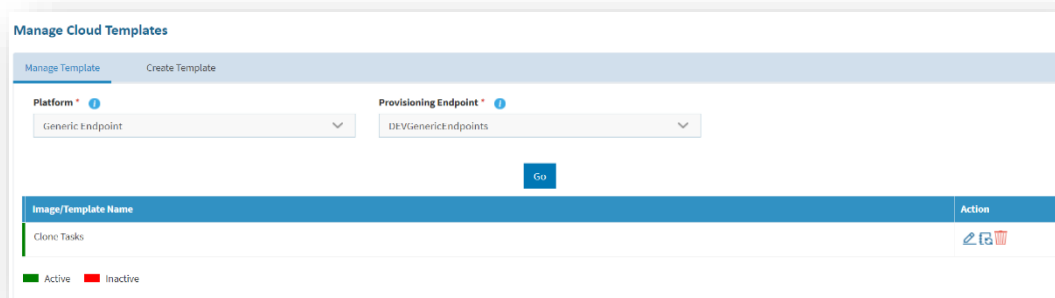 Manage Cloud Templates
Manage Template Create Template
Platform * Provisioning Endpoint *
Generic Endpoint DEVGenericEndpoints
Go
Image/Template Name Action
Clone Tasks
Active Inactive